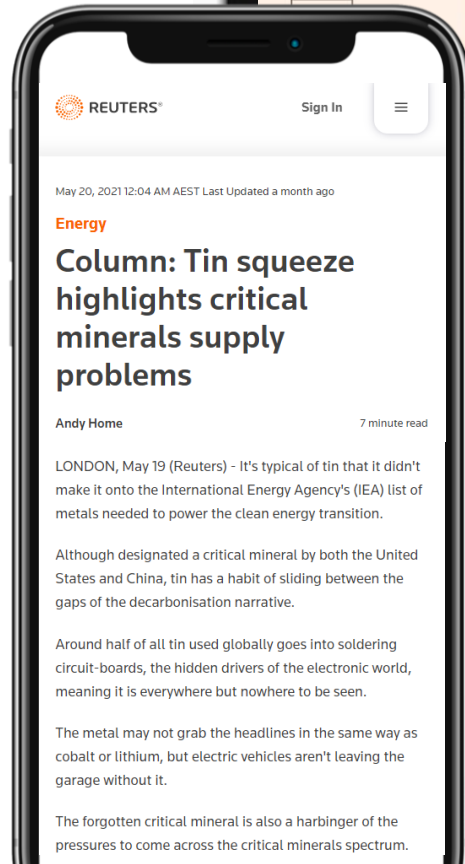 REUTERS®
Sign In
May 20, 2021 12:04 AM AEST Last Updated a month ago
Energy
Column: Tin squeeze
highlights critical
minerals supply
problems
Andy Home
7 minute read
LONDON, May 19 (Reuters) - It's typical of tin that it didn't
make it onto the International Energy Agency's (IEA) list of
metals needed to power the clean energy transition.
Although designated a critical mineral by both the United
States and China, tin has a habit of sliding between the
gaps of the decarbonisation narrative.
Around half of all tin used globally goes into soldering
circuit-boards, the hidden drivers of the electronic world,
meaning it is everywhere but nowhere to be seen.
The metal may not grab the headlines in the same way as
cobalt or lithium, but electric vehicles aren't leaving the
garage without it.
The forgotten critical mineral is also a harbinger of the
pressures to come across the critical minerals spectrum.